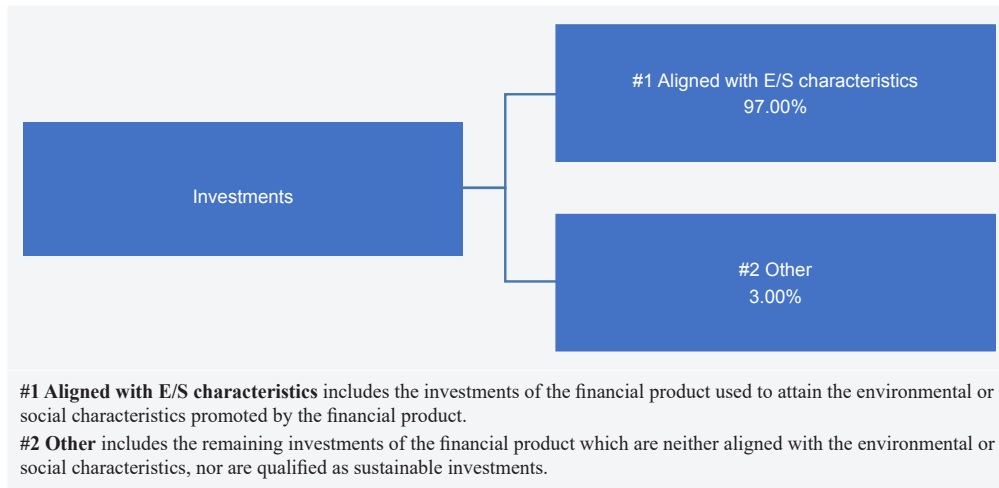 #1 Aligned with E/S characteristics
97.00%
Investments
#2 Other
3.00%
#1 Aligned with E/S characteristics includes the investments of the financial product used to attain the environmental or
social characteristics promoted by the financial product.
#2 Other includes the remaining investments of the financial product which are neither aligned with the environmental or
social characteristics, nor are qualified as sustainable investments.